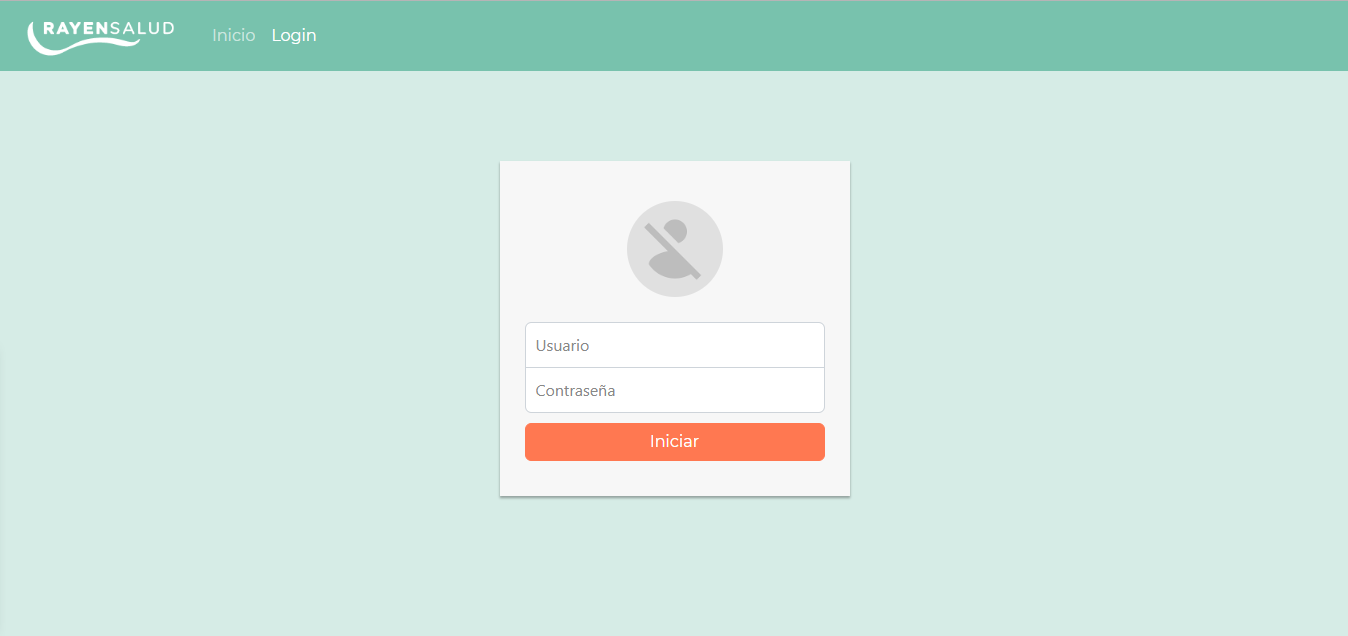 RAYENSALUD
Inicio Login
Usuario
Contraseña
Iniciar